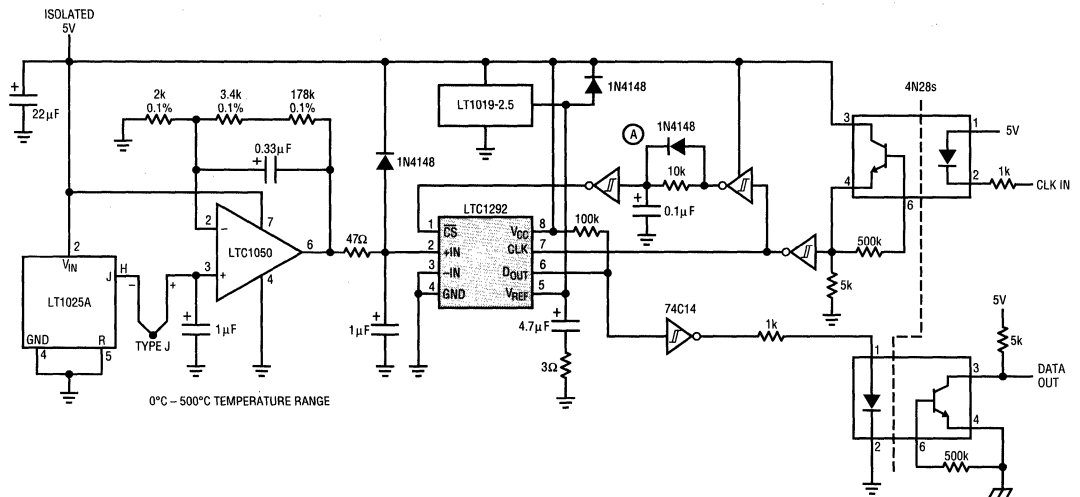 ISOLATED
5V
22μF
2k
0.1%
3.4k
0.1%
178k
0.1%
0.33μF
1N4148
LT1019-2.5
1N4148
A
1N4148
10k
0.1μF
4N28s
3
4
1
2
6
5V
1k
CLK IN
500k
5k
2
3
7
6
4
LTC1050
47Ω
LTC1292
1
2
3
4
CS
+IN
–IN
GND
VCC
CLK
DOUT
VREF
8
7
6
5
100k
2
VIN
J
H
–
+
LT1025A
GND
4
R
5
TYPE J
1μF
1μF
4.7μF
3Ω
74C14
1k
5V
5k
DATA
OUT
1
2
3
4
6
500k
0°C – 500°C TEMPERATURE RANGE